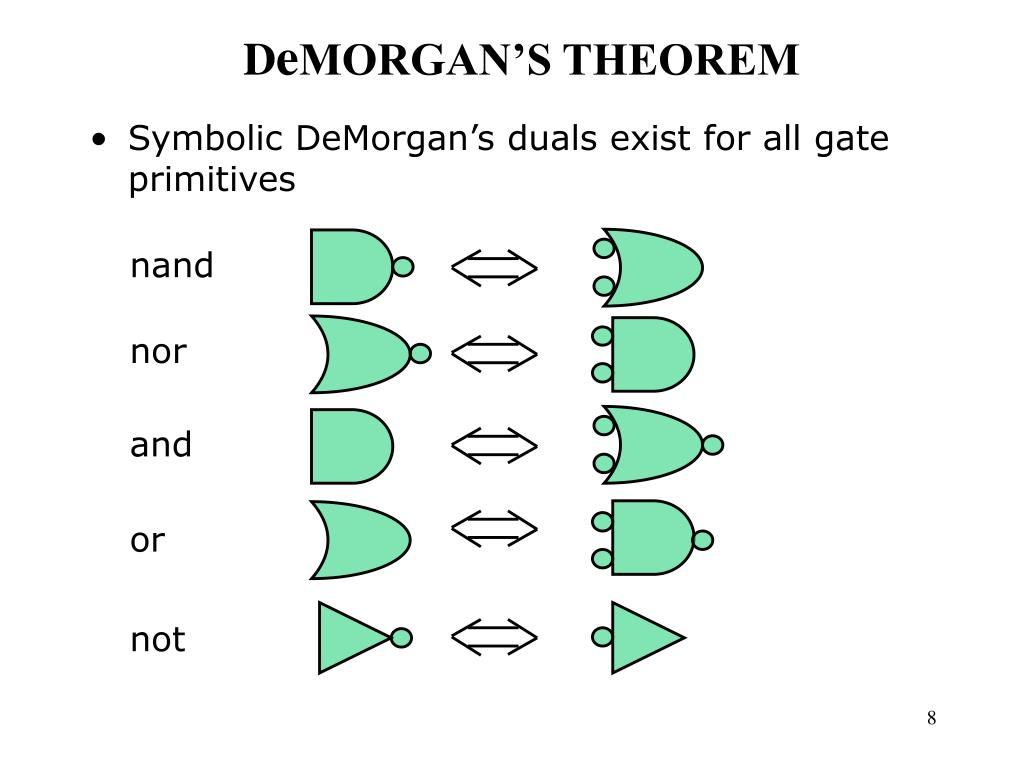 DeMORGAN’S THEOREM
• Symbolic DeMorgan’s duals exist for all gate
primitives
nand
nor
and
or
not
8